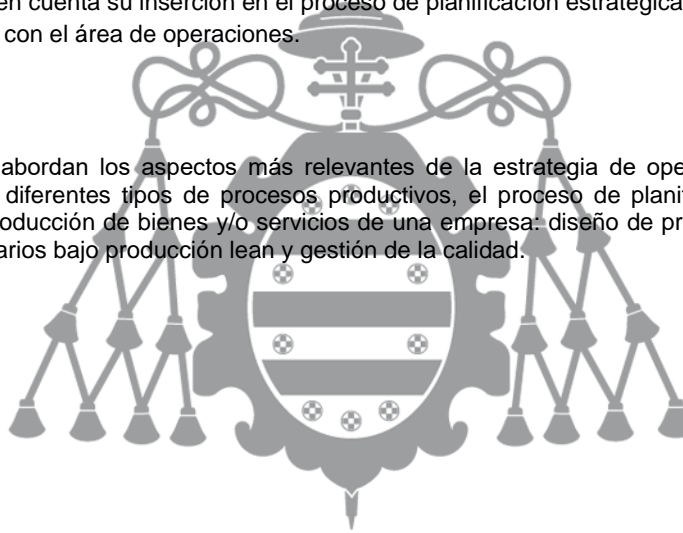 en cuenta su inserción en el proceso de planificación estratégica
con el área de operaciones.
abordan los aspectos más relevantes de la estrategia de ope
diferentes tipos de procesos productivos, el proceso de plani
oducción de bienes y/o servicios de una empresa: diseño de pr
arios bajo producción lean y gestión de la calidad.